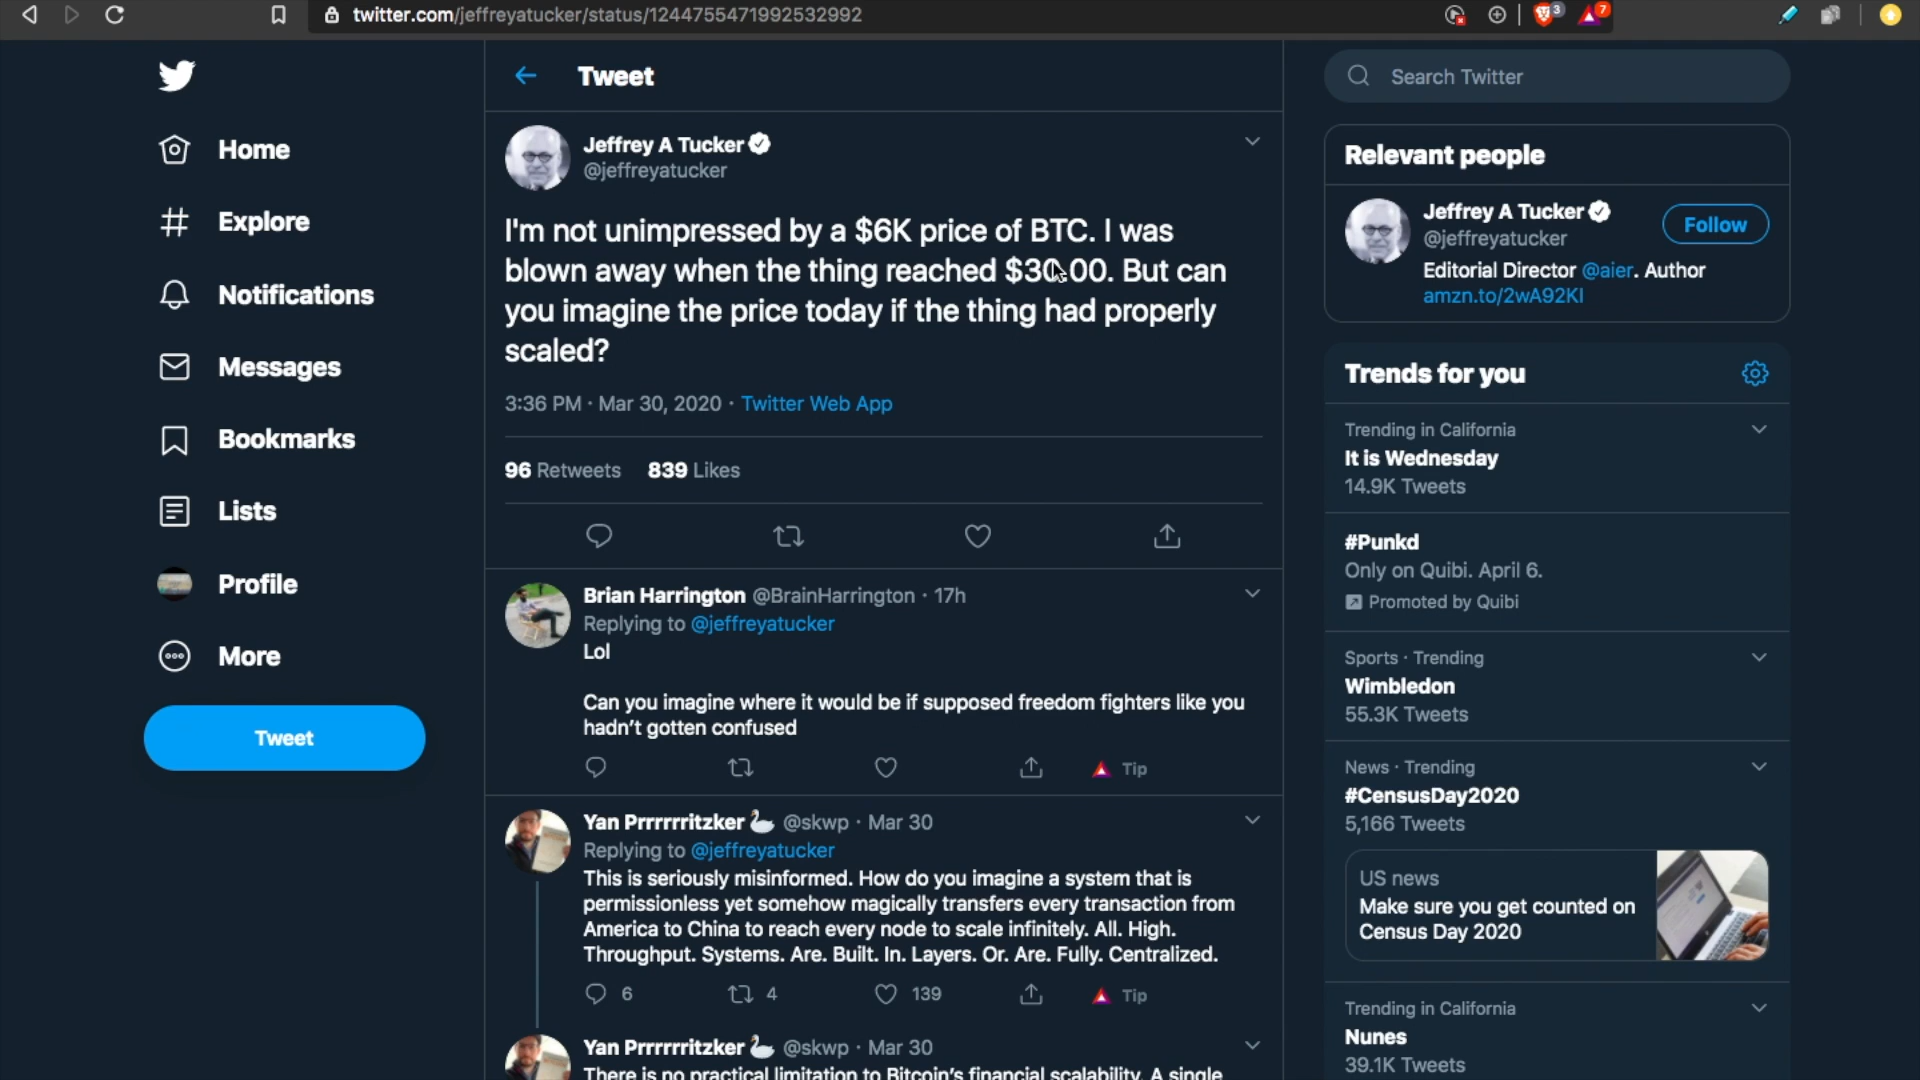 twitter.com/jeffreyatucker/status/1244755471992532992
3
7
Home
Explore
Notifications
Messages
Bookmarks
Lists
Profile
More
Tweet
Tweet
Jeffrey A Tucker
@jeffreyatucker
I'm not unimpressed by a $6K price of BTC. I was
blown away when the thing reached $30.00. But can
you imagine the price today if the thing had properly
scaled?
3:36 PM · Mar 30, 2020 · Twitter Web App
96 Retweets 839 Likes
Brian Harrington @BrainHarrington · 17h
Replying to @jeffreyatucker
Lol
Can you imagine where it would be if supposed freedom fighters like you
hadn't gotten confused
Tip
Yan Prrrrrritzker @skwp · Mar 30
Replying to @jeffreyatucker
This is seriously misinformed. How do you imagine a system that is
permissionless yet somehow magically transfers every transaction from
America to China to reach every node to scale infinitely. All. High.
Throughput. Systems. Are. Built. In. Layers. Or. Are. Fully. Centralized.
6 4 139 Tip
Yan Prrrrrritzker @skwp · Mar 30
There is no practical limitation to Bitcoin's financial scalability. A single
Search Twitter
Relevant people
Jeffrey A Tucker
@jeffreyatucker
Follow
Editorial Director @aier. Author
amzn.to/2wA92KI
Trends for you
Trending in California
It is Wednesday
14.9K Tweets
#Punkd
Only on Quibi. April 6.
Promoted by Quibi
Sports · Trending
Wimbledon
55.3K Tweets
News · Trending
#CensusDay2020
5,166 Tweets
US news
Make sure you get counted on
Census Day 2020
Trending in California
Nunes
39.1K Tweets